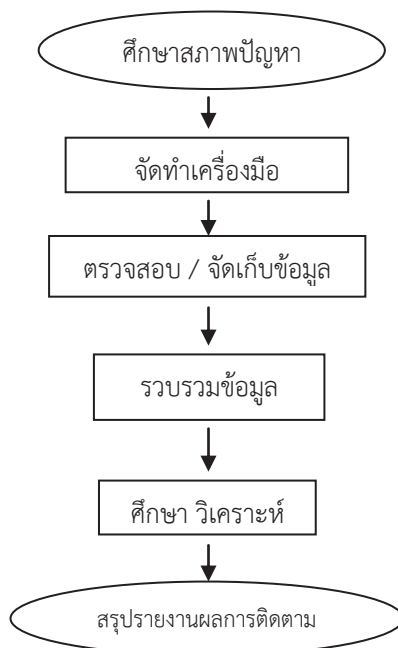 ศึกษาสภาพปัญหา
จัดทำเครื่องมือ
ตรวจสอบ / จัดเก็บข้อมูล
รวบรวมข้อมูล
ศึกษา วิเคราะห์
สรุปรายงานผลการติดตาม